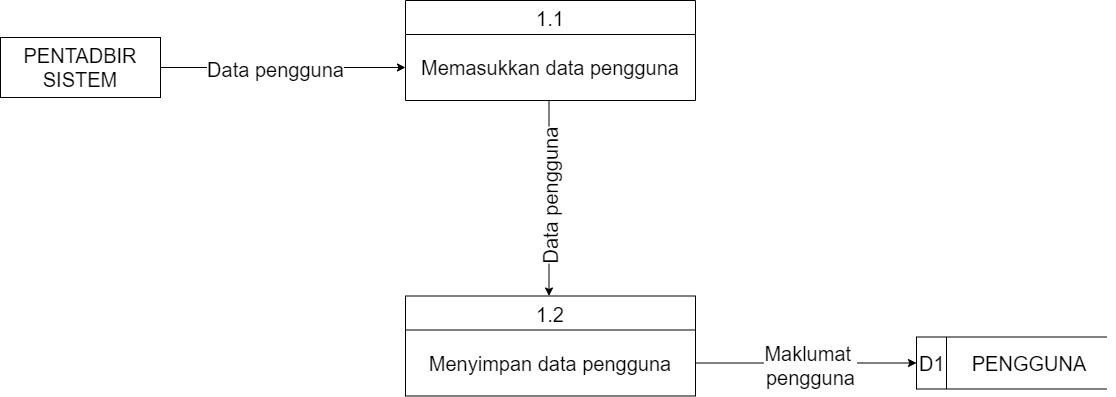 1.1
PENTADBIR
SISTEM
Data pengguna
Memasukkan data pengguna
Data pengguna
1.2
Menyimpan data pengguna
Maklumat
pengguna
D1
PENGGUNA